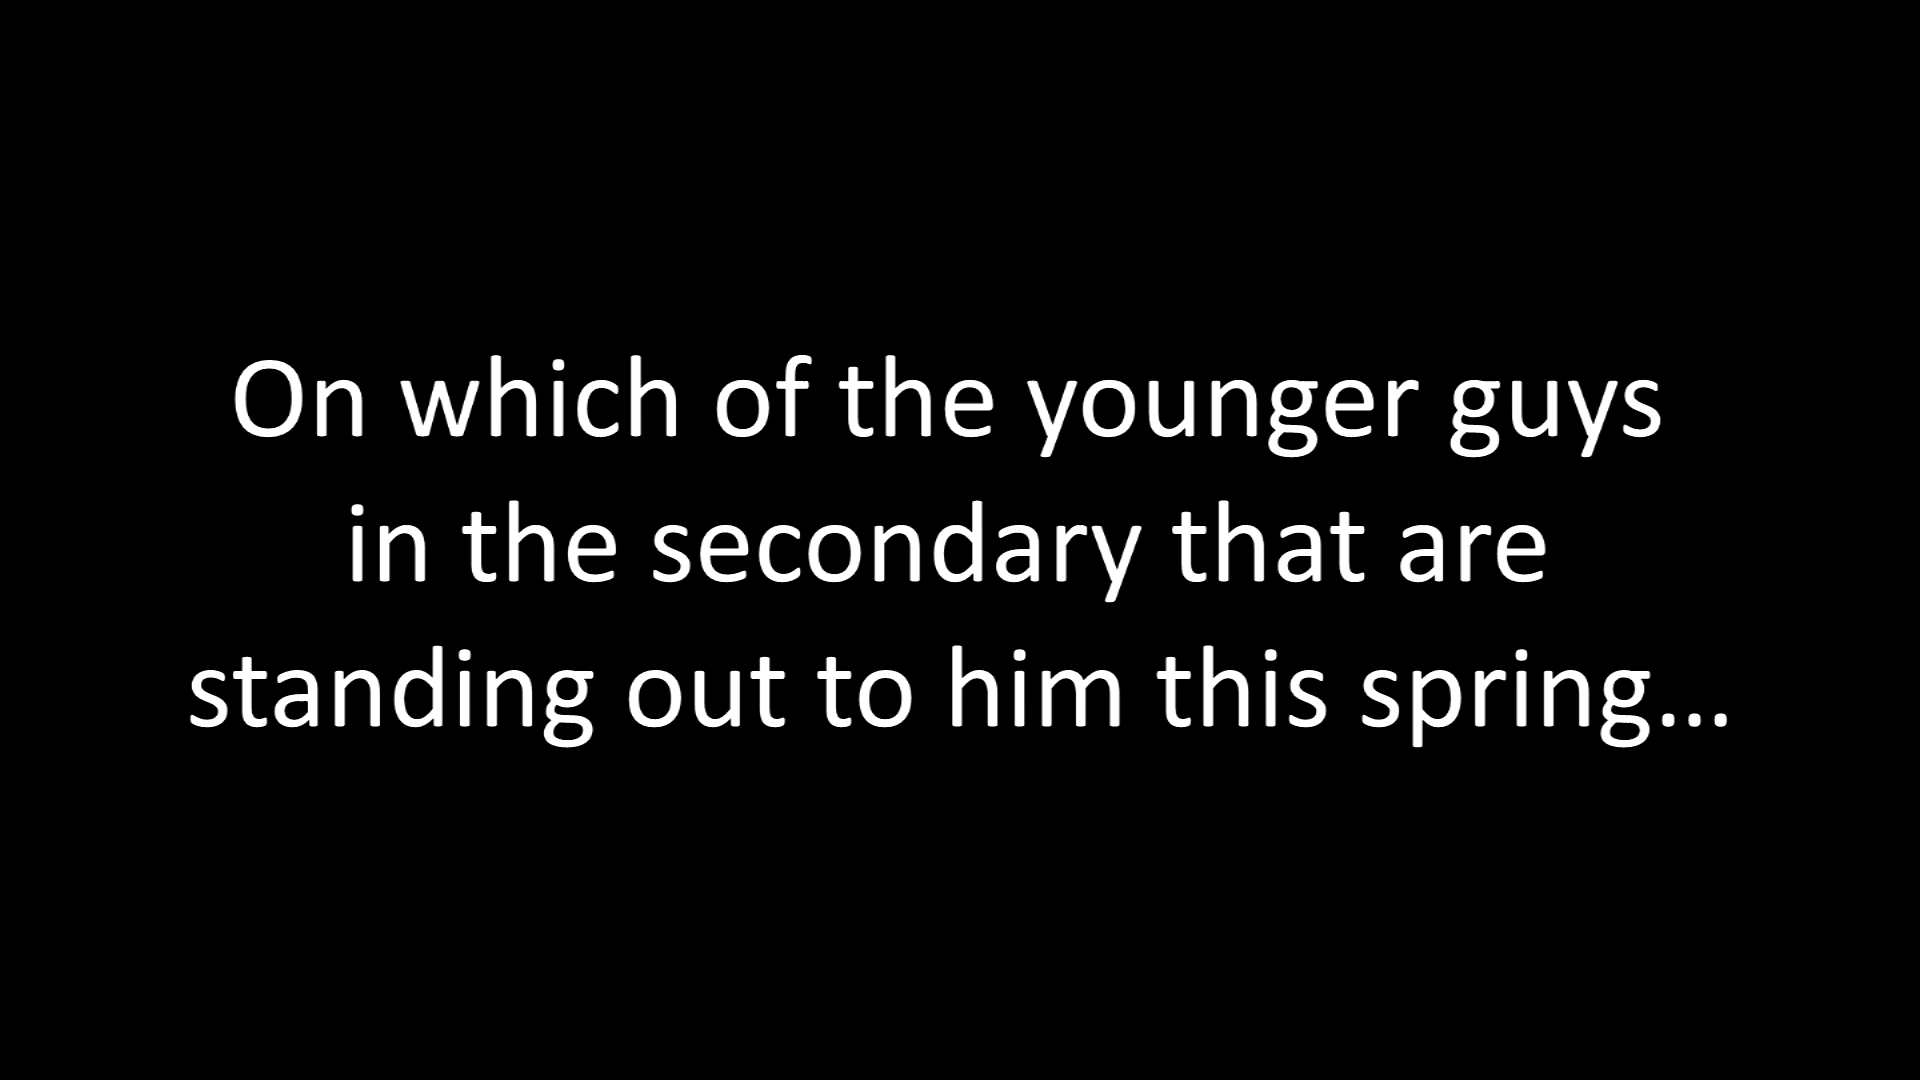 On which of the younger guys
in the secondary that are
standing out to him this spring...